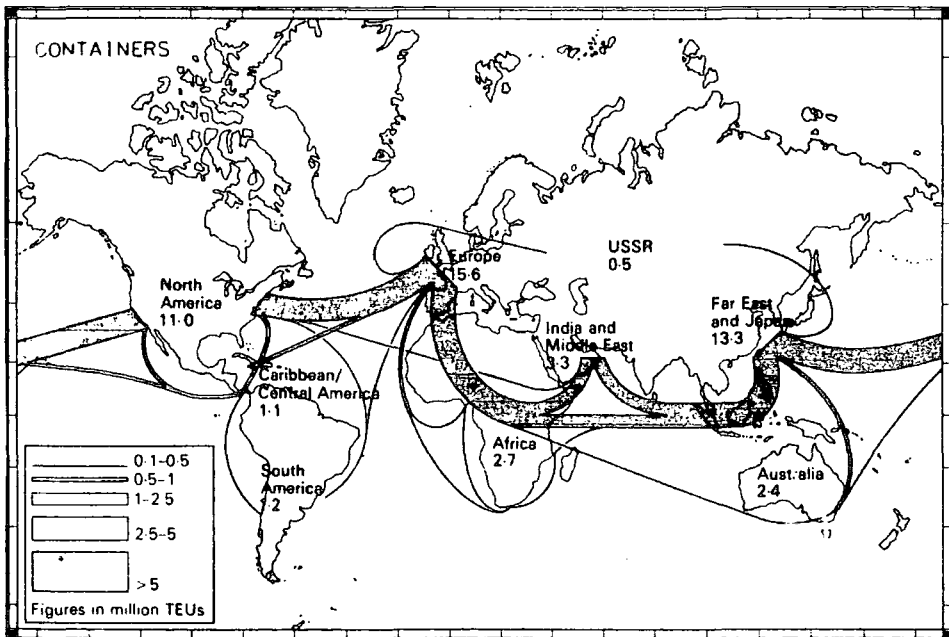 CONTAINERS
USSR
0·5
Europe
15·6
North
America
11·0
Far East
and Japan
13·3
India and
Middle East
3·3
Caribbean/
Central America
1·1
Africa
2·7
South
America
Australia
2·4
0·1–0·5
0·5–1
1–2·5
2·5–5
>5
Figures in million TEUs